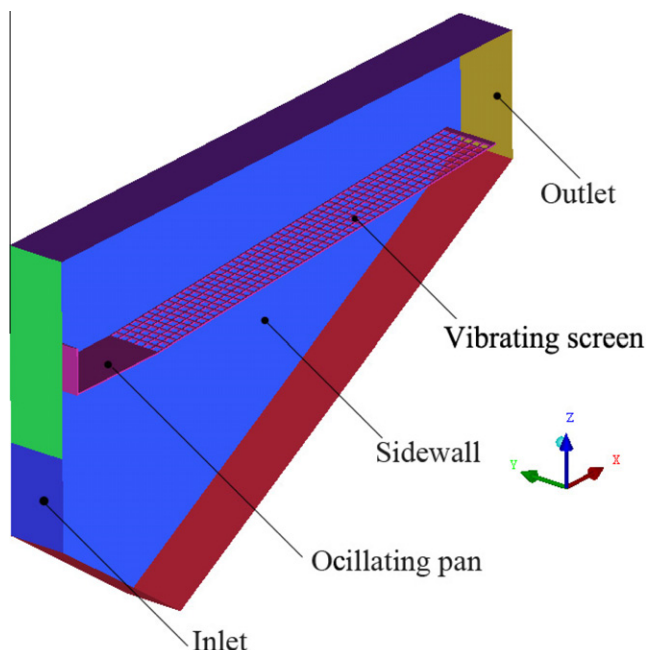 Outlet
Vibrating screen
Z
Y
X
Sidewall
Ocillating pan
Inlet